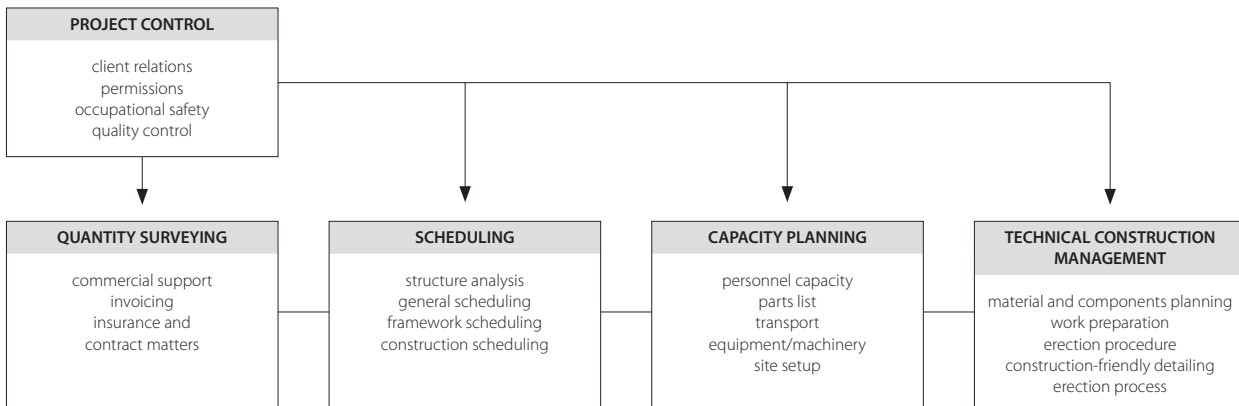 PROJECT CONTROL
client relations
permissions
occupational safety
quality control
QUANTITY SURVEYING
commercial support
invoicing
insurance and
contract matters
SCHEDULING
structure analysis
general scheduling
framework scheduling
construction scheduling
CAPACITY PLANNING
personnel capacity
parts list
transport
equipment/machinery
site setup
TECHNICAL CONSTRUCTION
MANAGEMENT
material and components planning
work preparation
erection procedure
construction-friendly detailing
erection process